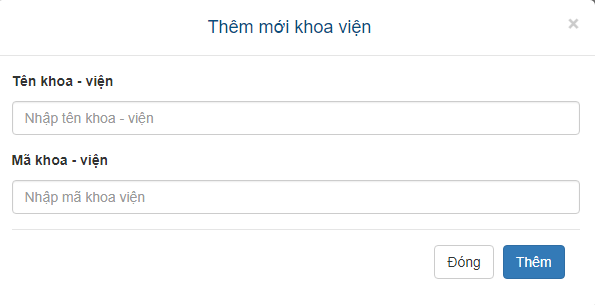 Thêm mới khoa viện
×
Tên khoa - viện
Nhập tên khoa - viện
Mã khoa - viện
Nhập mã khoa viện
Đóng Thêm